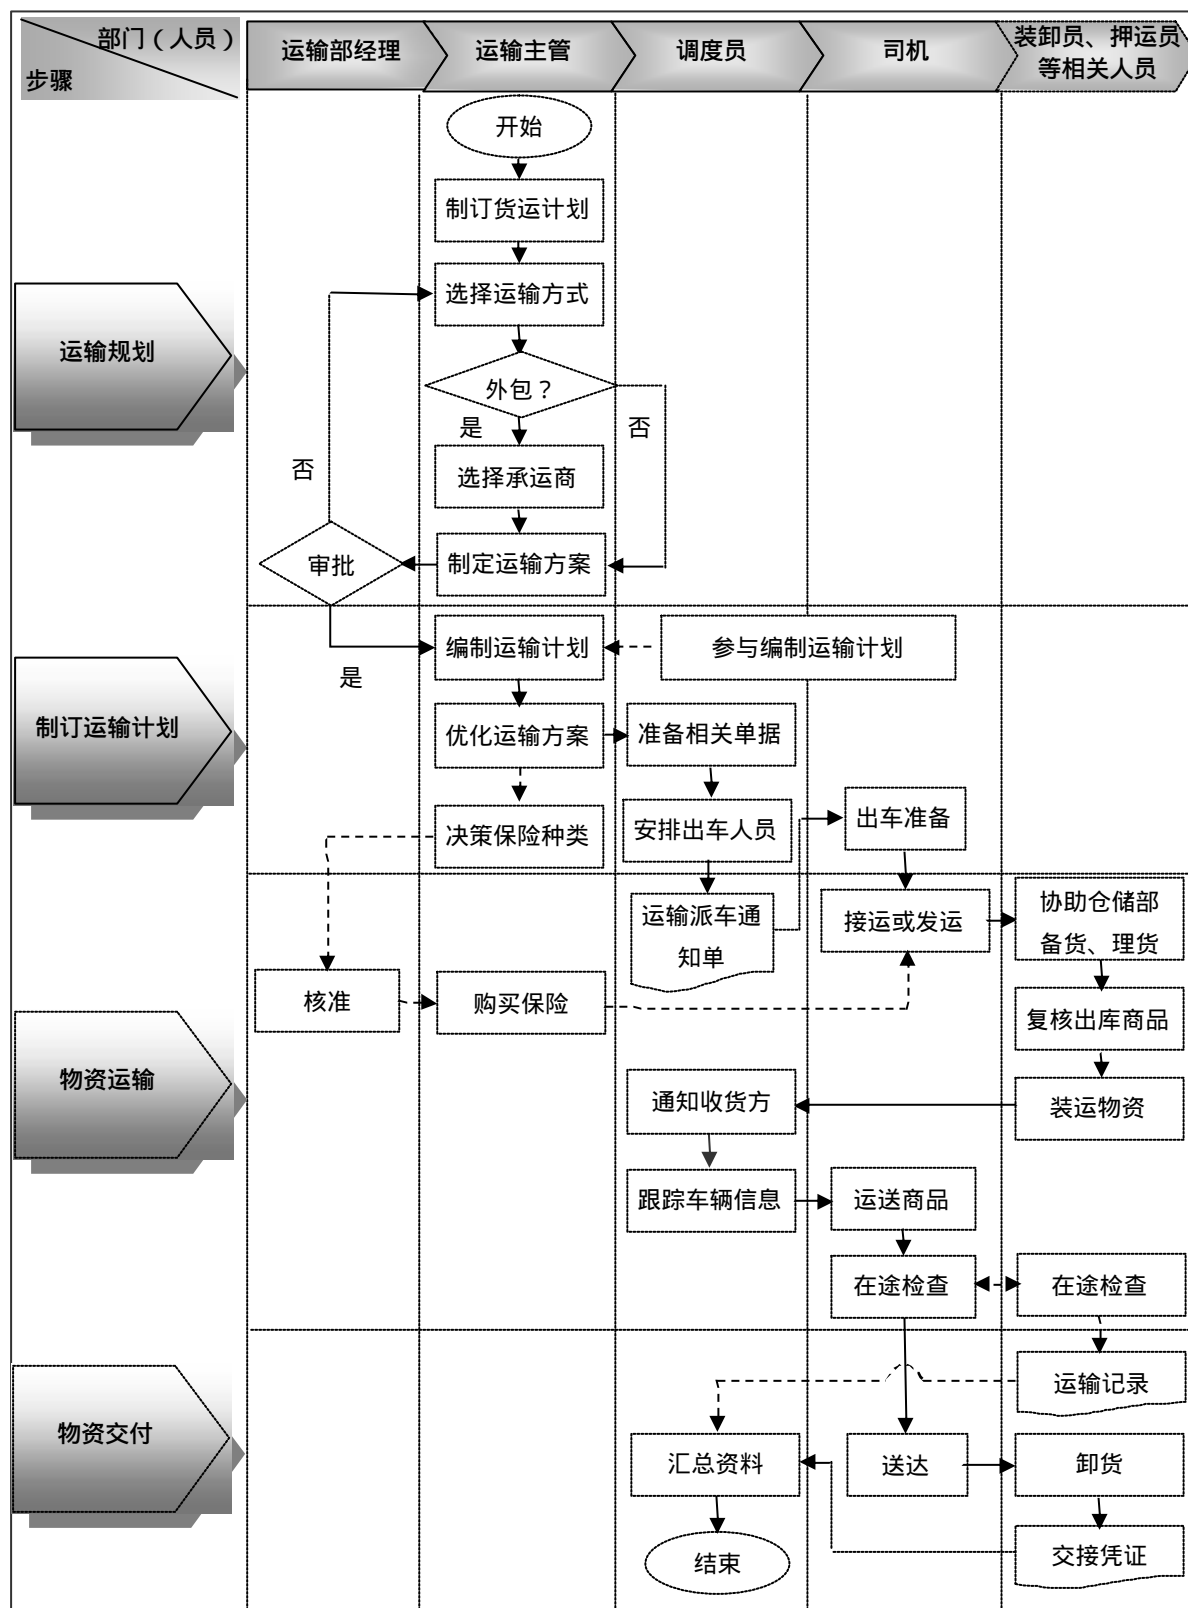 部门（人员）
步骤
运输部经理
运输主管
调度员
司机
装卸员、押运员
等相关人员
开始
制订货运计划
选择运输方式
运输规划
外包？
是
否
否
选择承运商
审批
制定运输方案
编制运输计划
参与编制运输计划
是
制订运输计划
优化运输方案
准备相关单据
决策保险种类
安排出车人员
出车准备
运输派车通
知单
接运或发运
协助仓储部
备货、理货
核准
购买保险
复核出库商品
物资运输
通知收货方
装运物资
跟踪车辆信息
运送商品
在途检查
在途检查
运输记录
物资交付
汇总资料
送达
卸货
结束
交接凭证